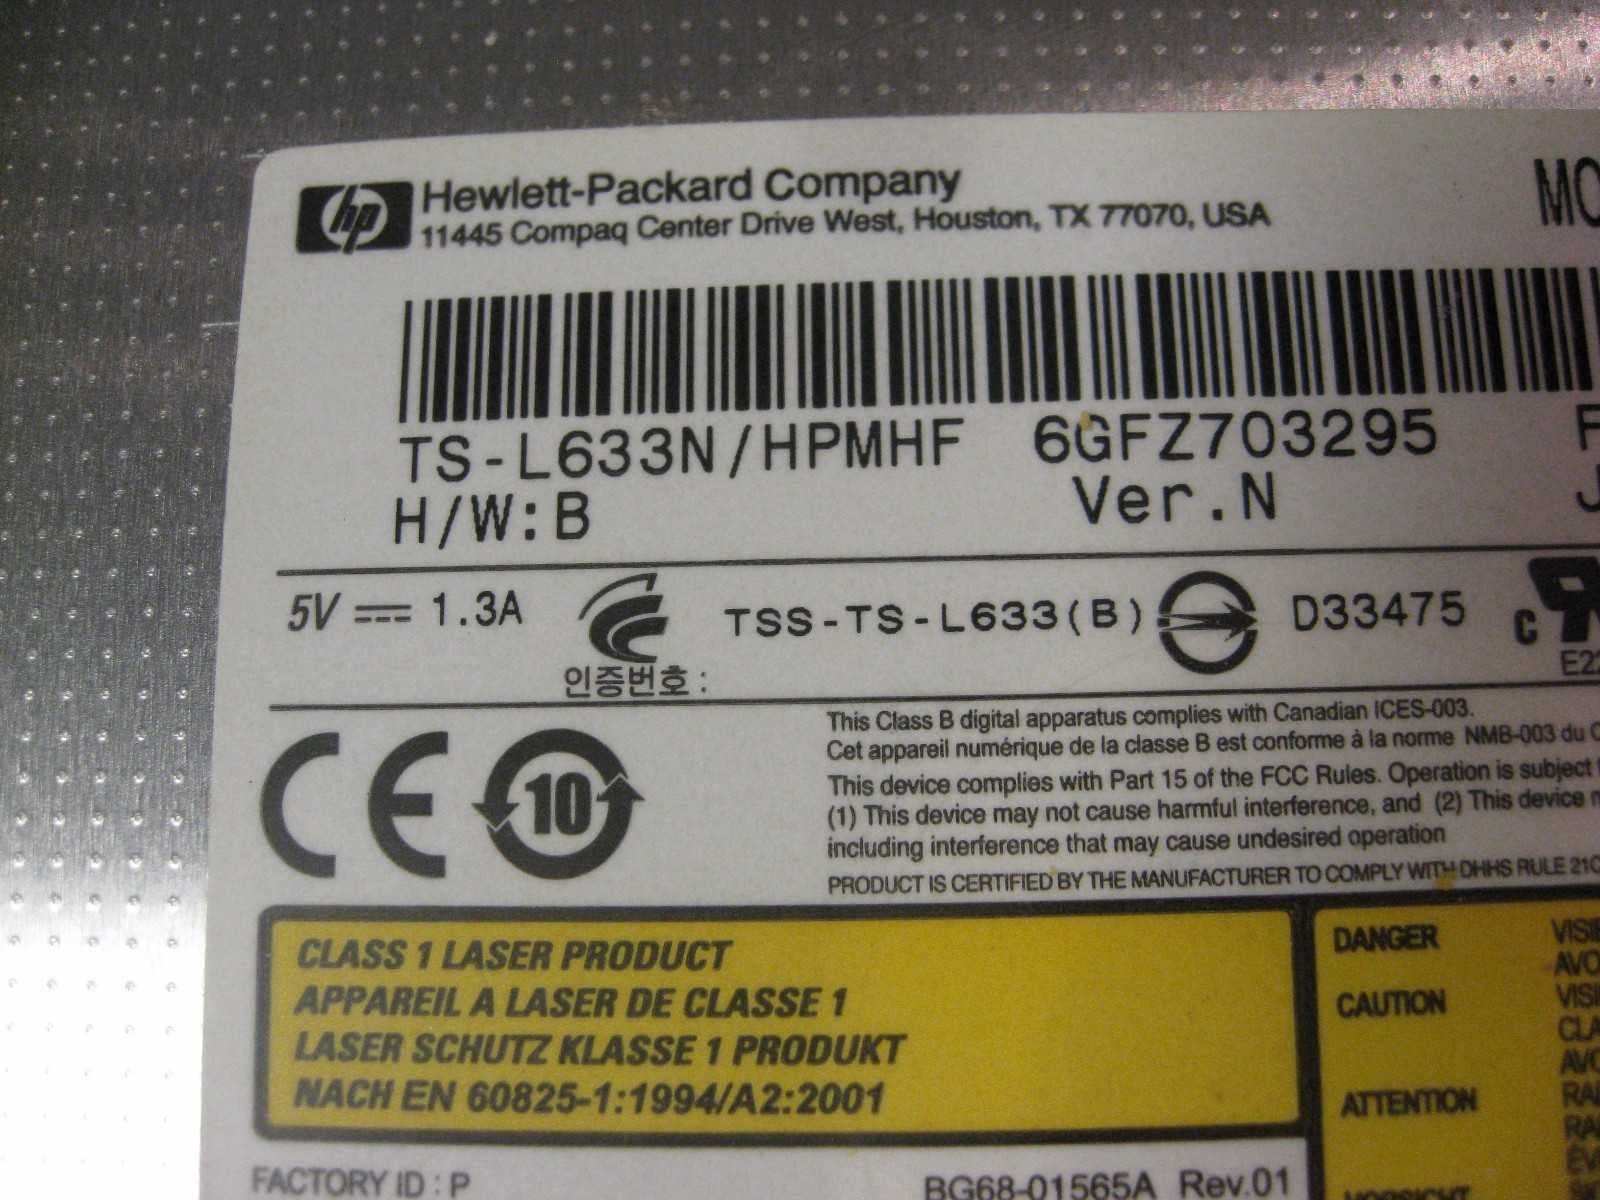 hp Hewlett-Packard Company
11445 Compaq Center Drive West, Houston, TX 77070, USA
TS-L633N/HPMHF 6GFZ703295
H/W:B Ver.N
5V 1.3A TSS-TS-L633(B) D33475 c
인증번호 :
CE 10
This Class B digital apparatus complies with Canadian ICES-003.
Cet appareil numérique de la classe B est conforme à la norme NMB-003 du
This device complies with Part 15 of the FCC Rules. Operation is subject
(1) This device may not cause harmful interference, and (2) This device
including interference that may cause undesired operation
PRODUCT IS CERTIFIED BY THE MANUFACTURER TO COMPLY WITH DHHS RULE
CLASS 1 LASER PRODUCT
APPAREIL A LASER DE CLASSE 1
LASER SCHUTZ KLASSE 1 PRODUKT
NACH EN 60825-1:1994/A2:2001
DANGER
CAUTION
ATTENTION
FACTORY ID : P BG68-01565A Rev.01